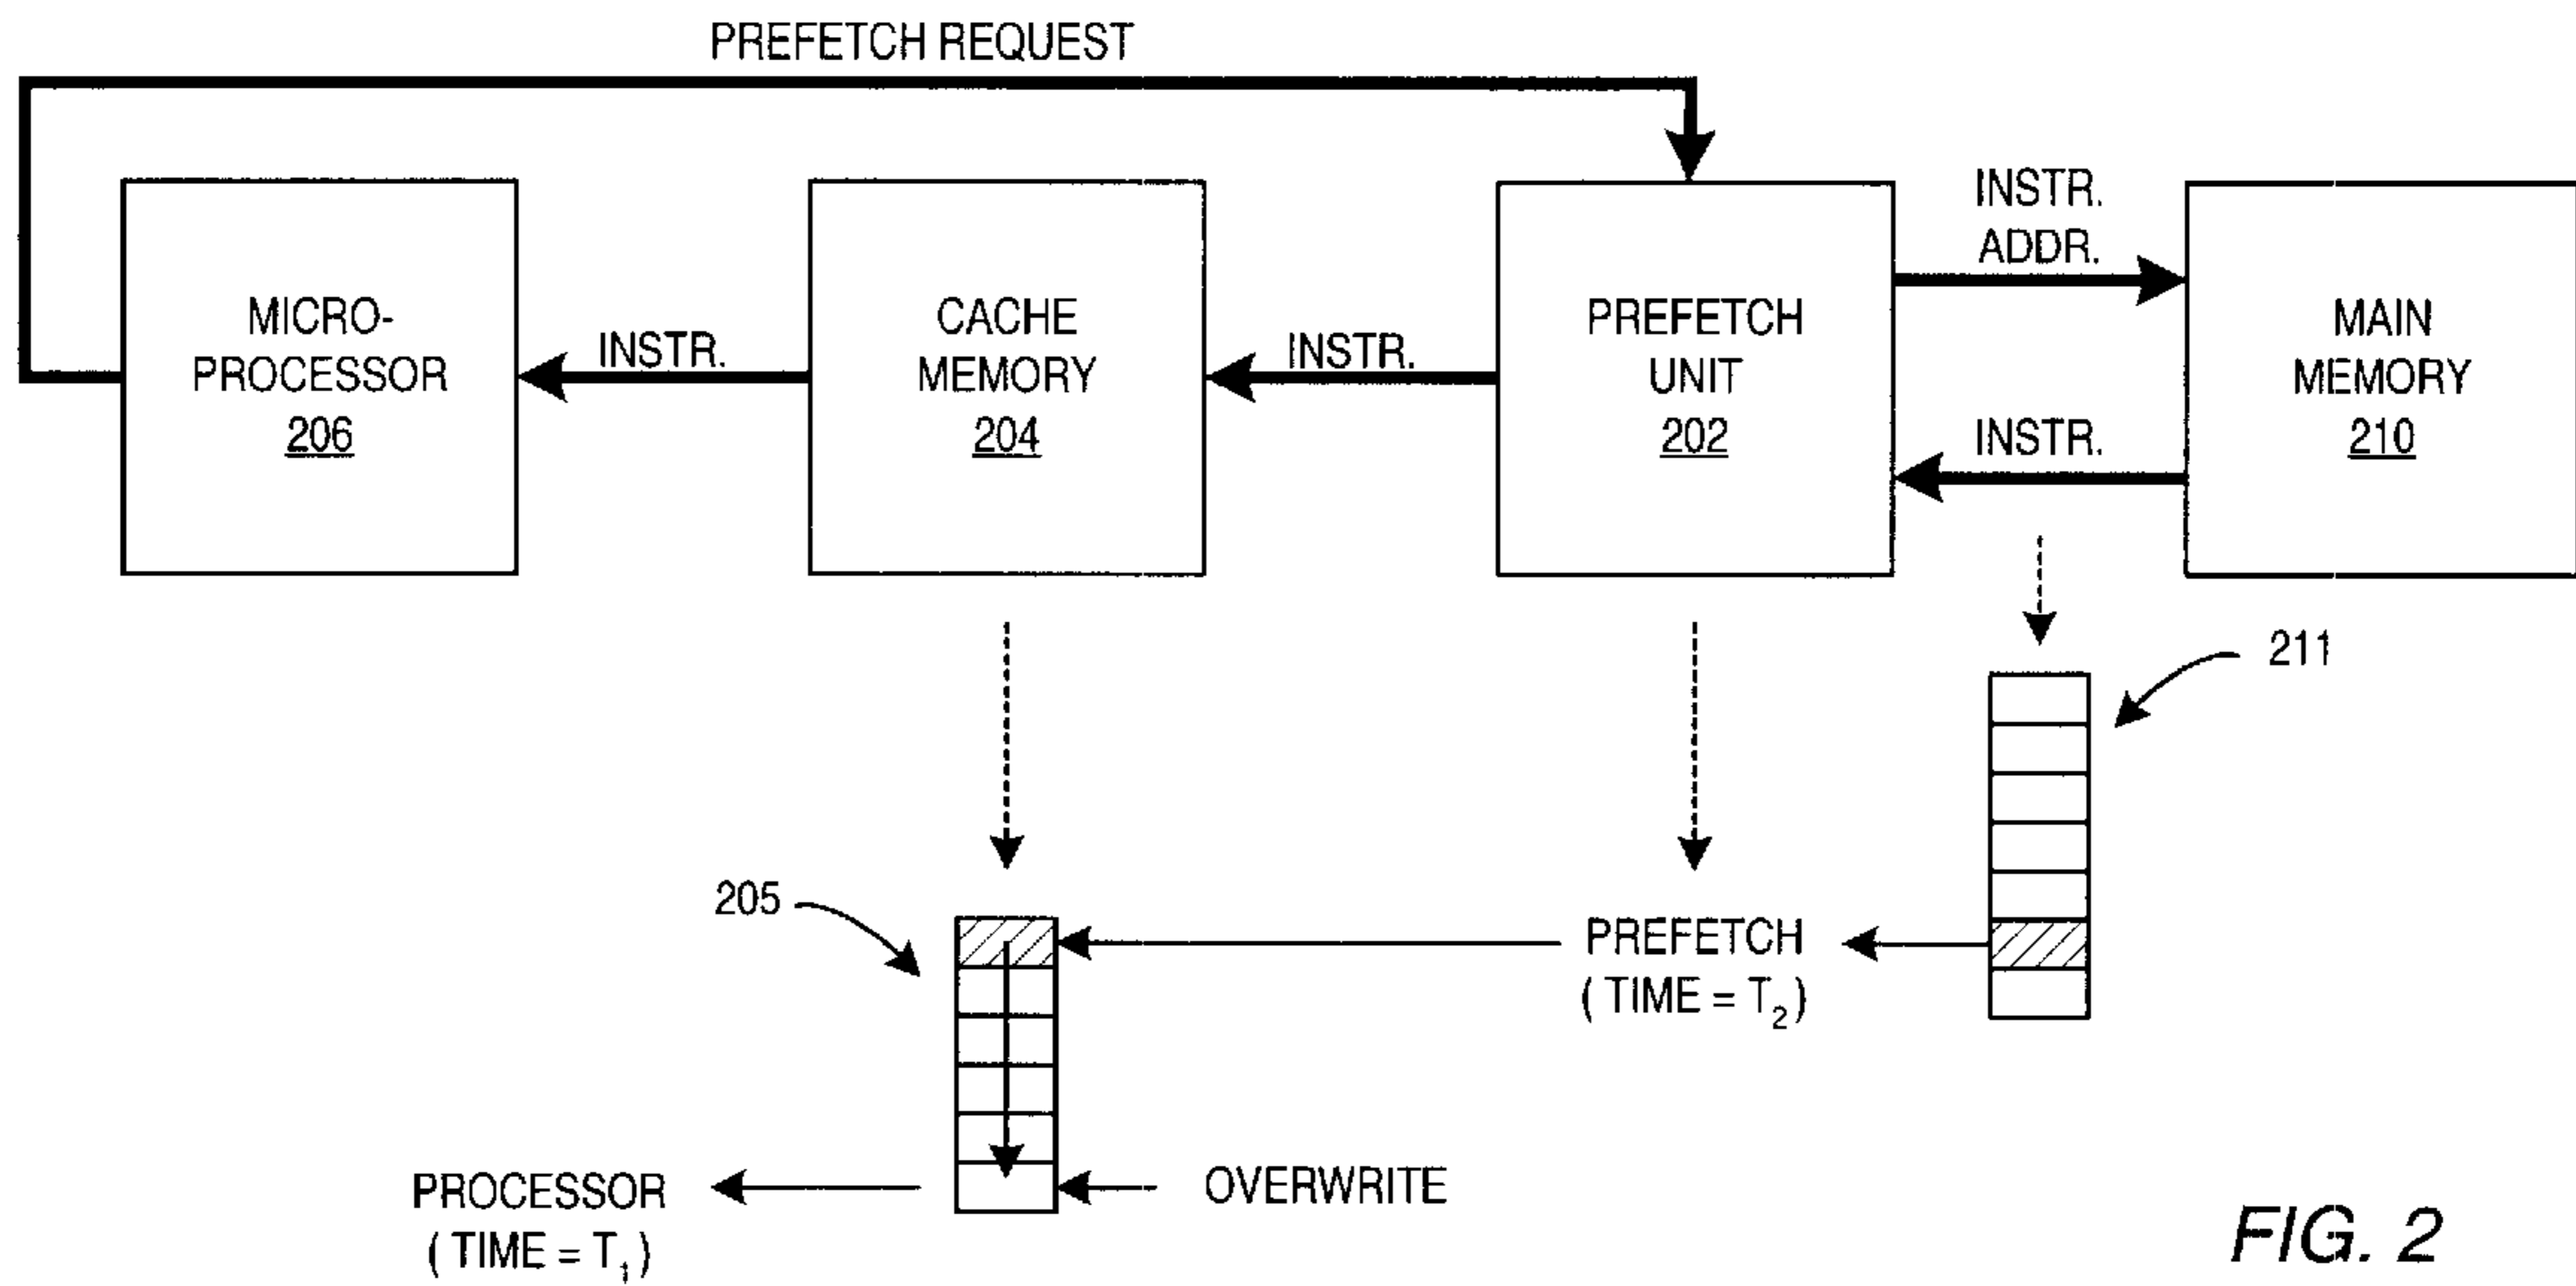 PREFETCH REQUEST
MICRO-
PROCESSOR
206
INSTR.
CACHE
MEMORY
204
INSTR.
PREFETCH
UNIT
202
INSTR.
ADDR.
INSTR.
MAIN
MEMORY
210
211
205
PREFETCH
( TIME = T₂ )
OVERWRITE
PROCESSOR
( TIME = T₁ )
FIG. 2